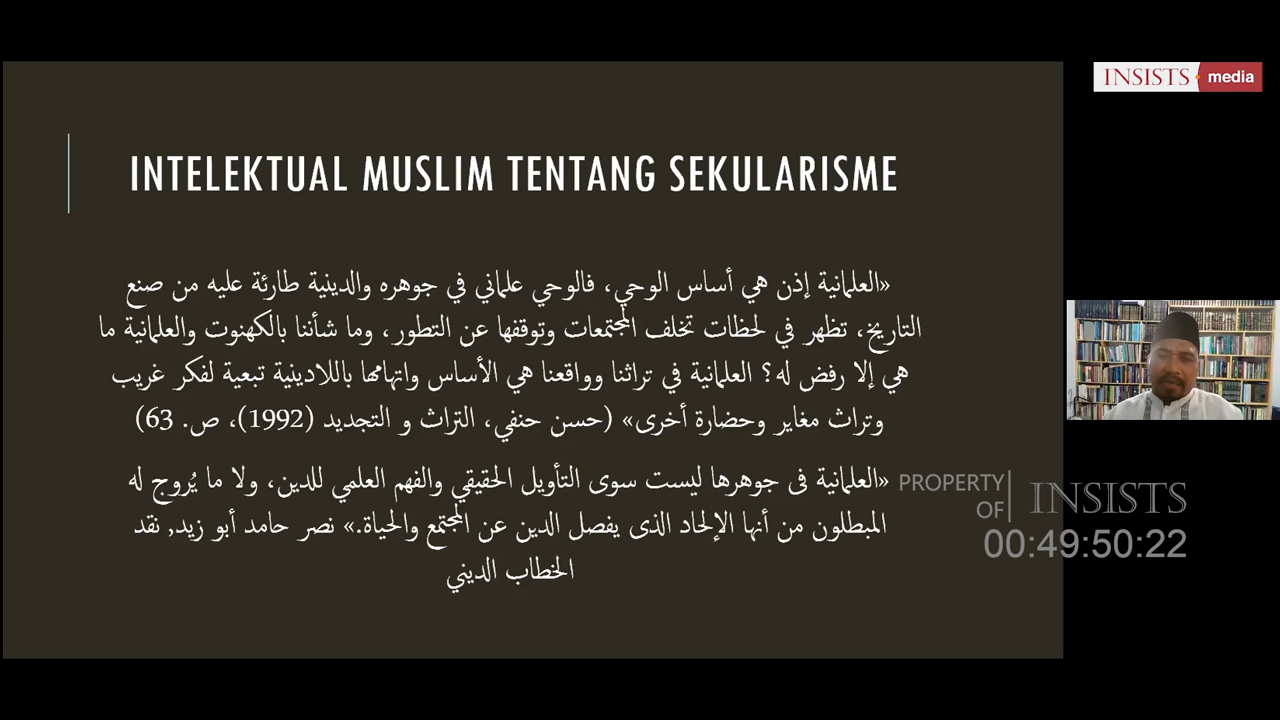 INSISTS media
INTELEKTUAL MUSLIM TENTANG SEKULARISME
«العلمانية إذن هي أساس الوحي، فالوحي علماني في جوهره والدينية طارئة عليه من صنع
التاريخ، تظهر في لحظات تخلف المجتمعات وتوقفها عن التطور، وما شأننا بالكهنوت والعلمانية ما
هي إلا رفض له؟ العلمانية في تراثنا وواقعنا هي الأساس واتهامها باللادينية تبعية لفكر غريب
وتراث مغاير وحضارة أخرى» (حسن حنفي، التراث و التجديد (1992)، ص. 63)
«العلمانية فى جوهرها ليست سوى التأويل الحقيقي والفهم العلمي للدين، ولا ما يُروج له
المبطلون من أنها الإلحاد الذى يفصل الدين عن المجتمع والحياة.» نصر حامد أبو زيد, نقد
الخطاب الديني
PROPERTY
OF
INSISTS
00:49:50:22